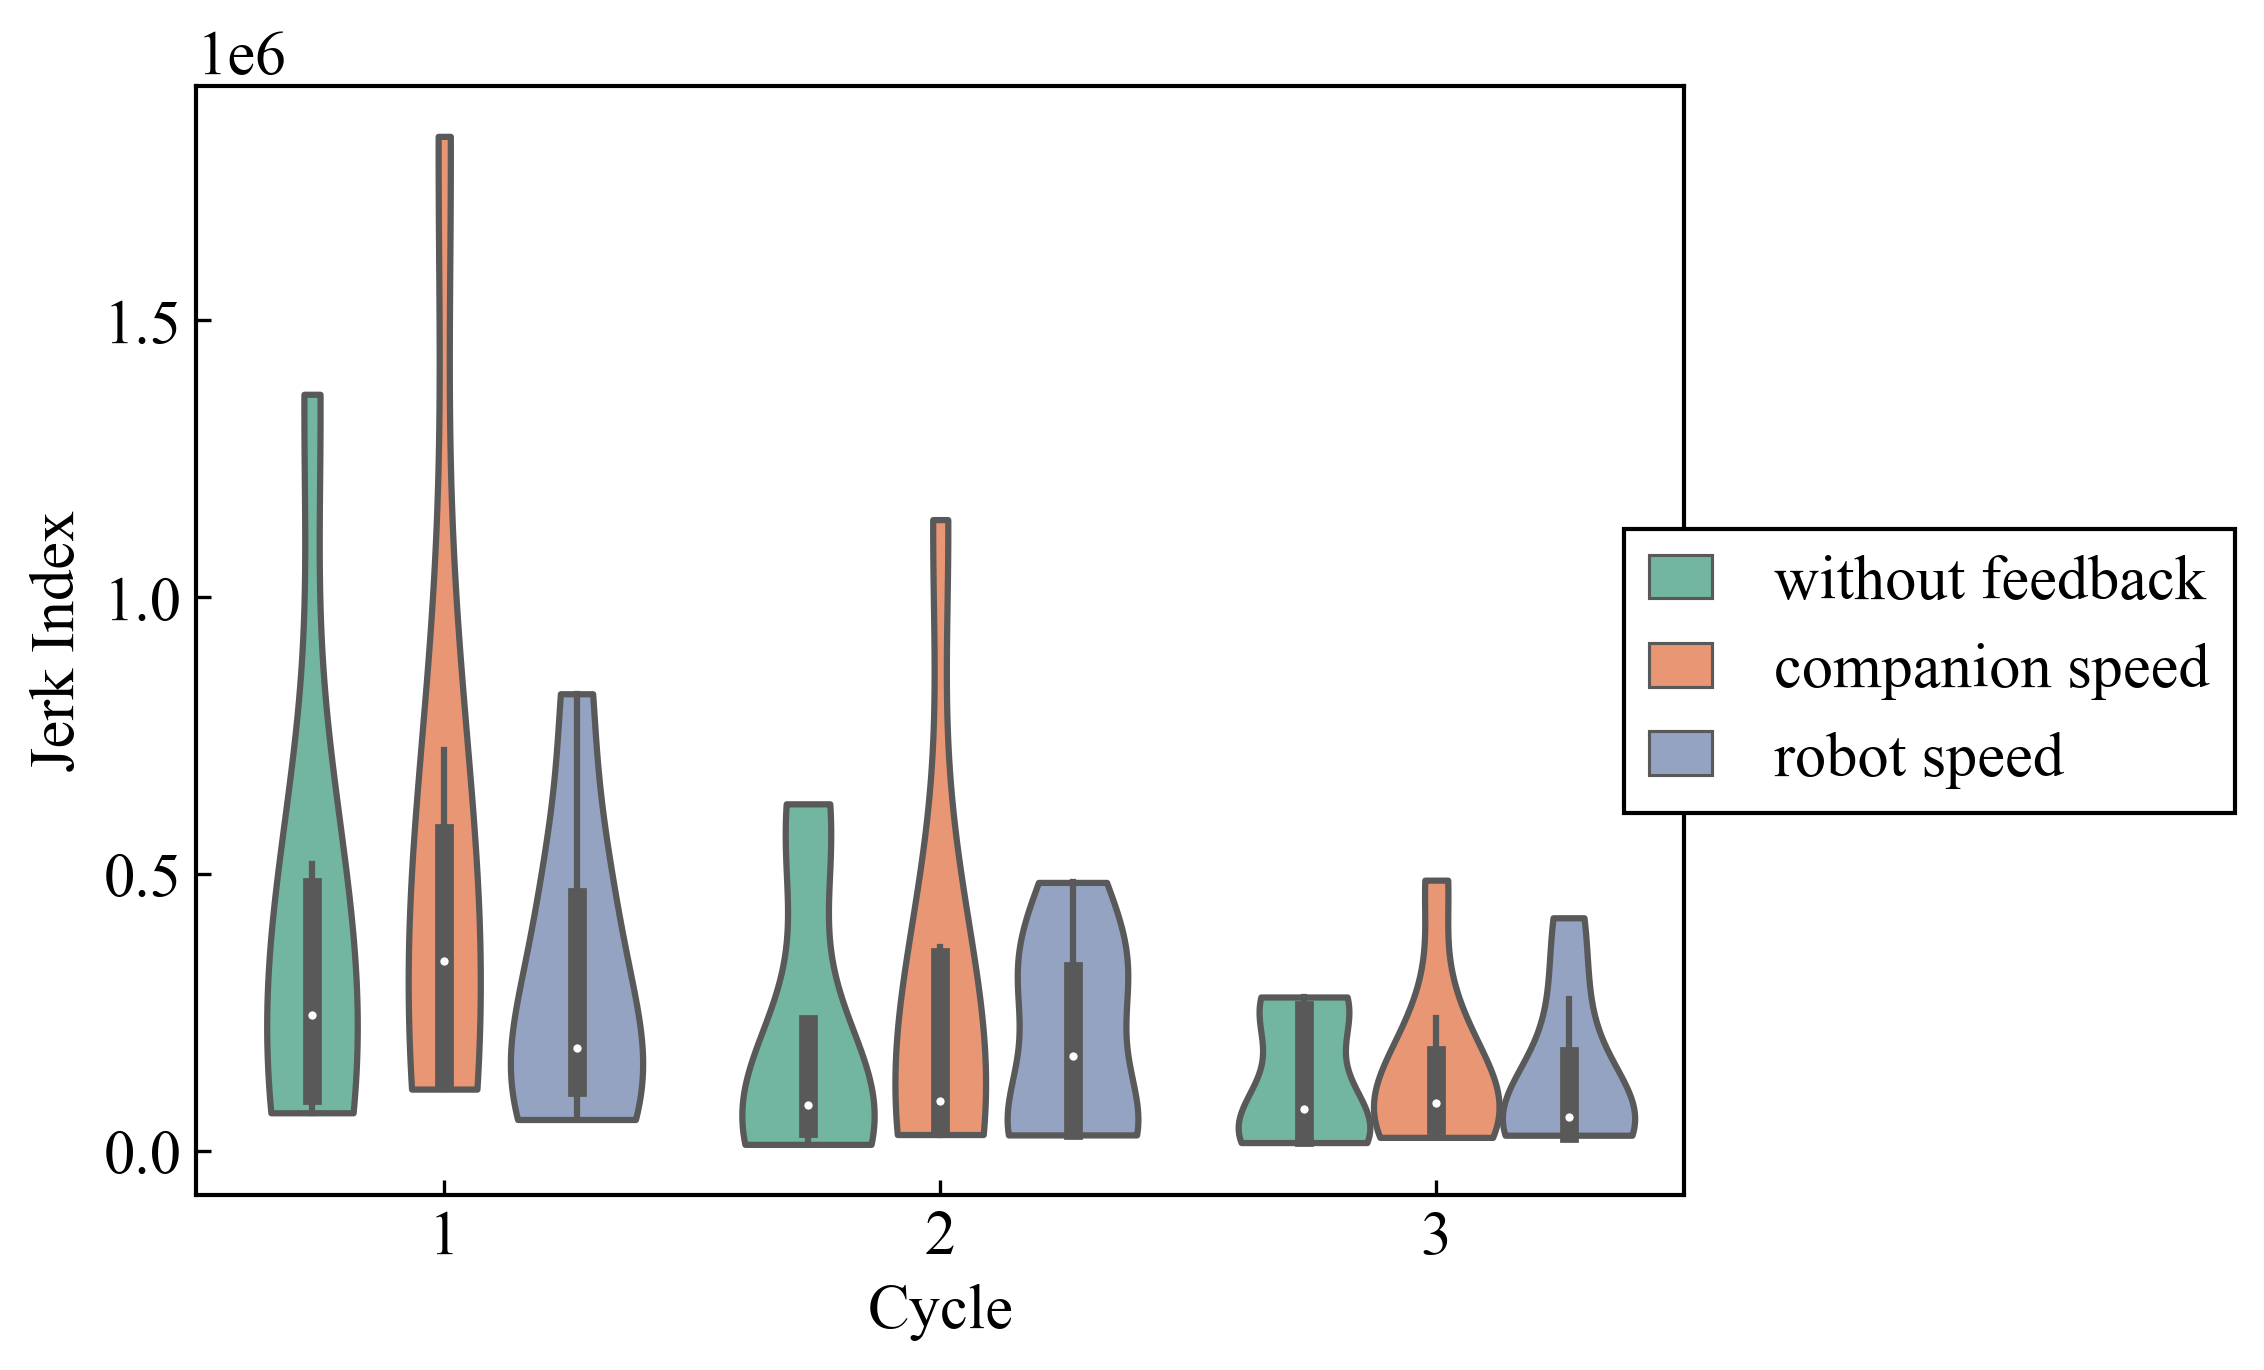 1e6
1.5
1.0
0.5
0.0
Jerk Index
1 2 3
Cycle
without feedback
companion speed
robot speed